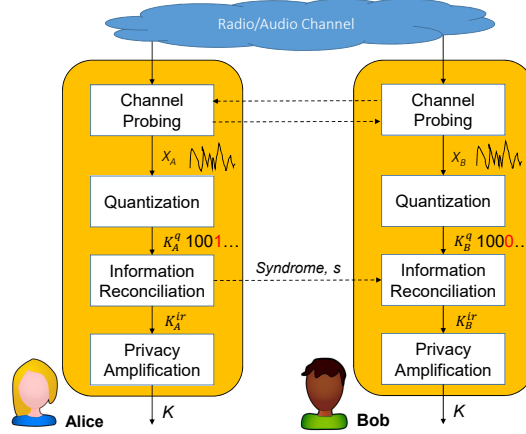 Radio/Audio Channel
Channel
Probing
X_A
Quantization
K_A^q 1001...
Information
Reconciliation
K_A^{ir}
Privacy
Amplification
K
Alice
Syndrome, s
Channel
Probing
X_B
Quantization
K_B^q 1000...
Information
Reconciliation
K_B^{ir}
Privacy
Amplification
K
Bob